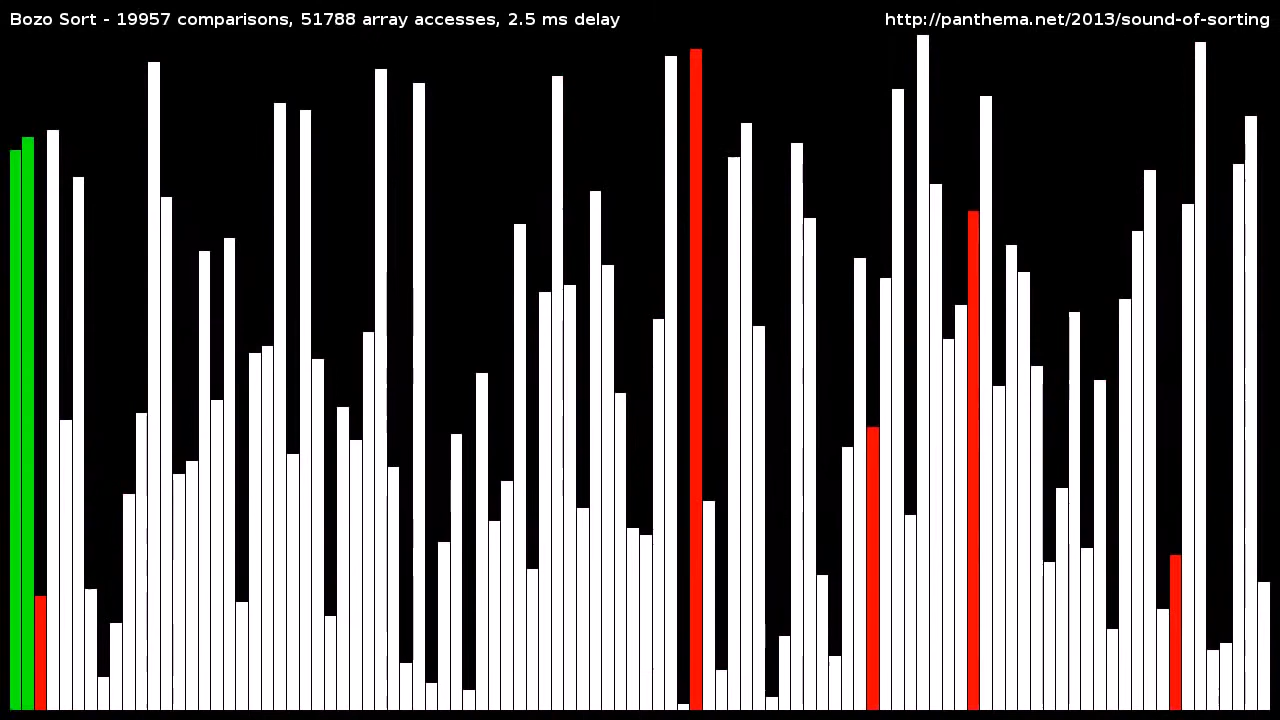 Bozo Sort - 19957 comparisons, 51788 array accesses, 2.5 ms delay
http://panthema.net/2013/sound-of-sorting